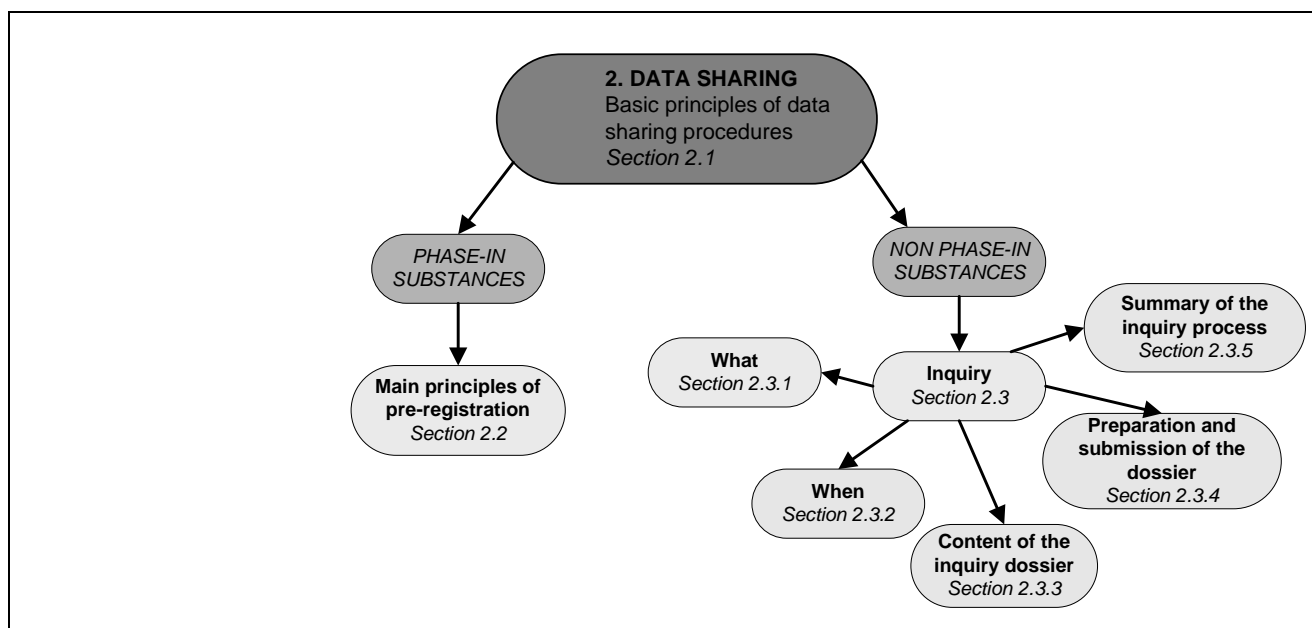 2. DATA SHARING
Basic principles of data
sharing procedures
Section 2.1
PHASE-IN
SUBSTANCES
NON PHASE-IN
SUBSTANCES
Main principles of
pre-registration
Section 2.2
Inquiry
Section 2.3
What
Section 2.3.1
When
Section 2.3.2
Content of the
inquiry dossier
Section 2.3.3
Preparation and
submission of the
dossier
Section 2.3.4
Summary of the
inquiry process
Section 2.3.5